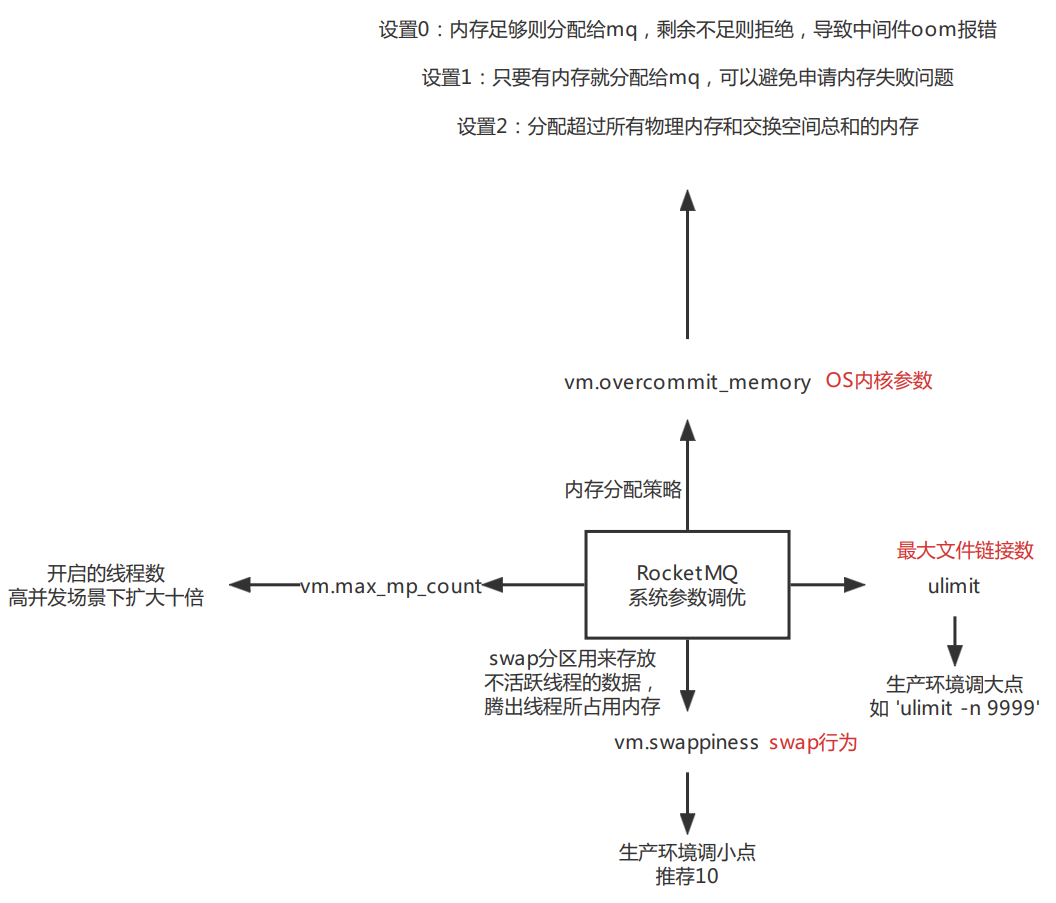 设置0：内存足够则分配给mq，剩余不足则拒绝，导致中间件oom报错
设置1：只要有内存就分配给mq，可以避免申请内存失败问题
设置2：分配超过所有物理内存和交换空间总和的内存
vm.overcommit_memory OS内核参数
内存分配策略
最大文件链接数
开启的线程数
高并发场景下扩大十倍
vm.max_mp_count
RocketMQ
系统参数调优
ulimit
swap分区用来存放
不活跃线程的数据，
腾出线程所占用内存
生产环境调大点
如 'ulimit -n 9999'
vm.swappiness swap行为
生产环境调小点
推荐10